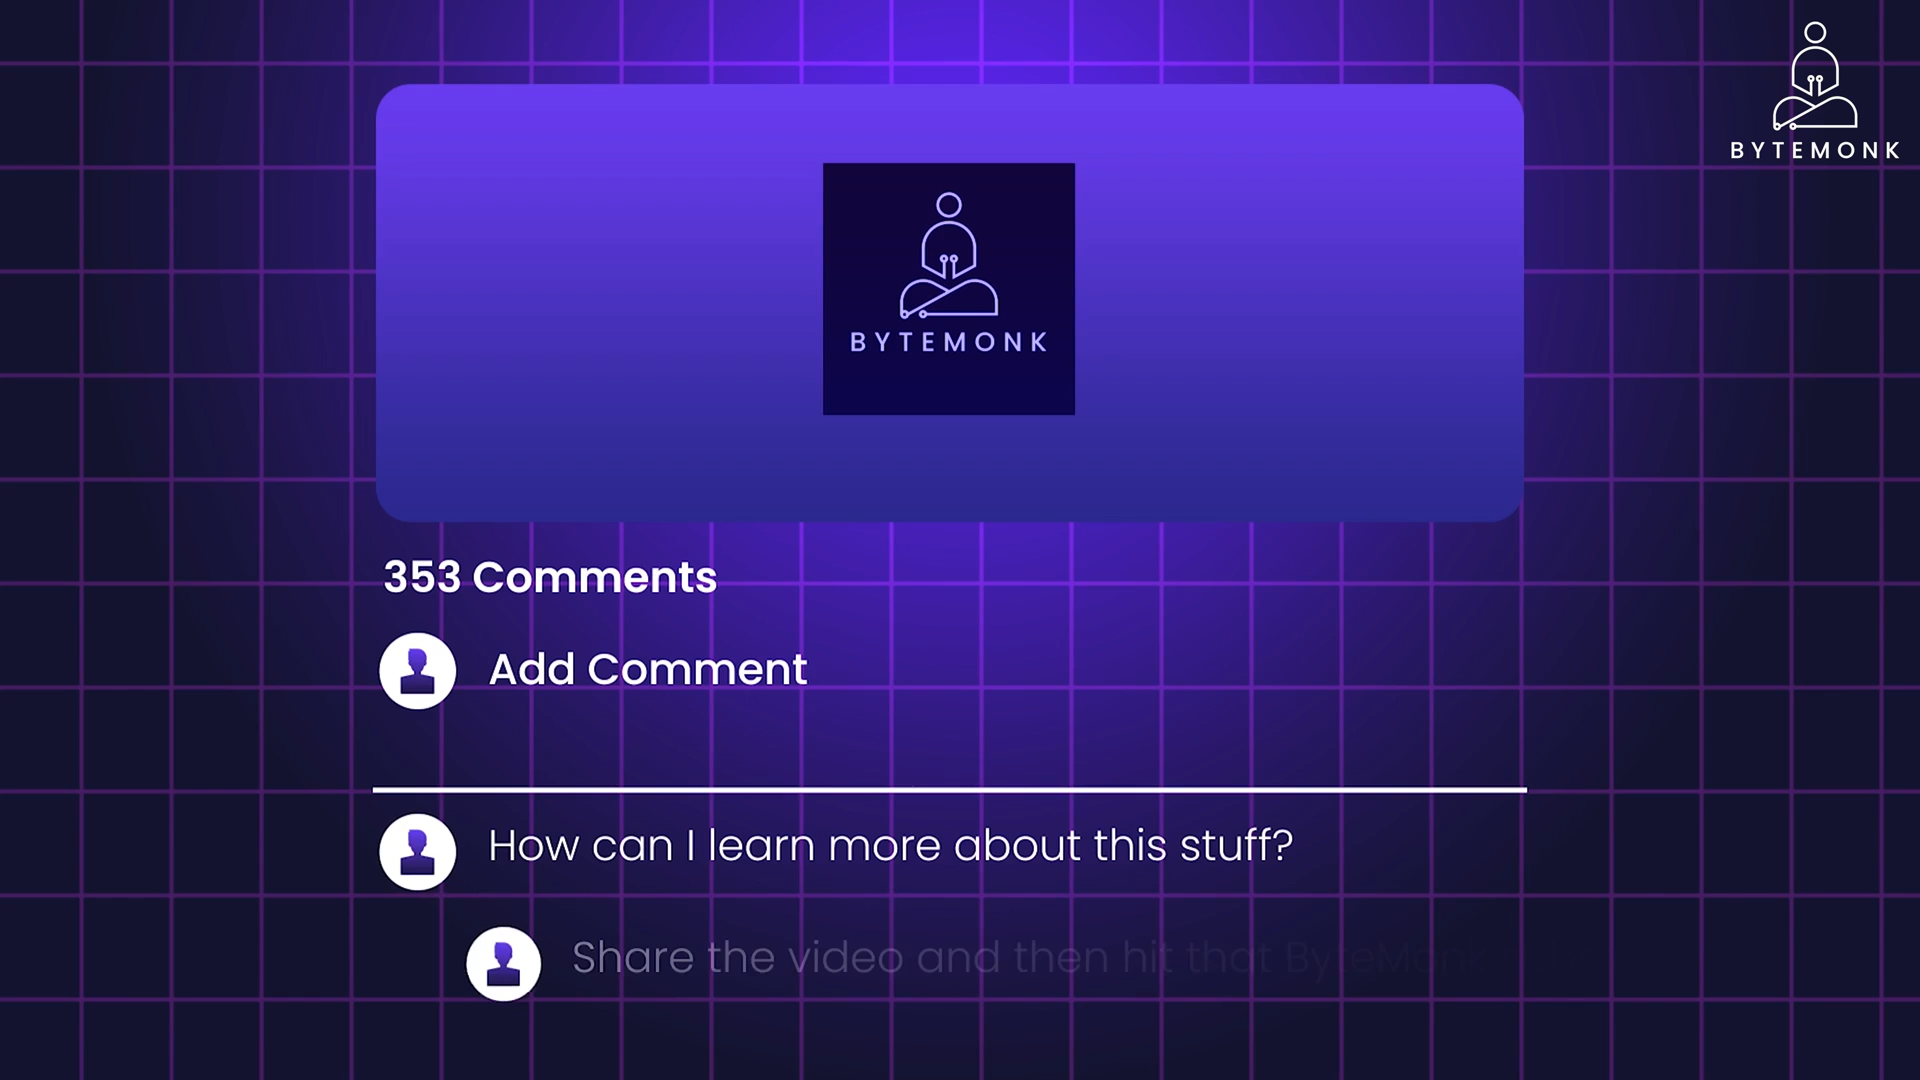 BYTEMONK
BYTEMONK
353 Comments
Add Comment
How can I learn more about this stuff?
Share the video and then hit that ByteMon